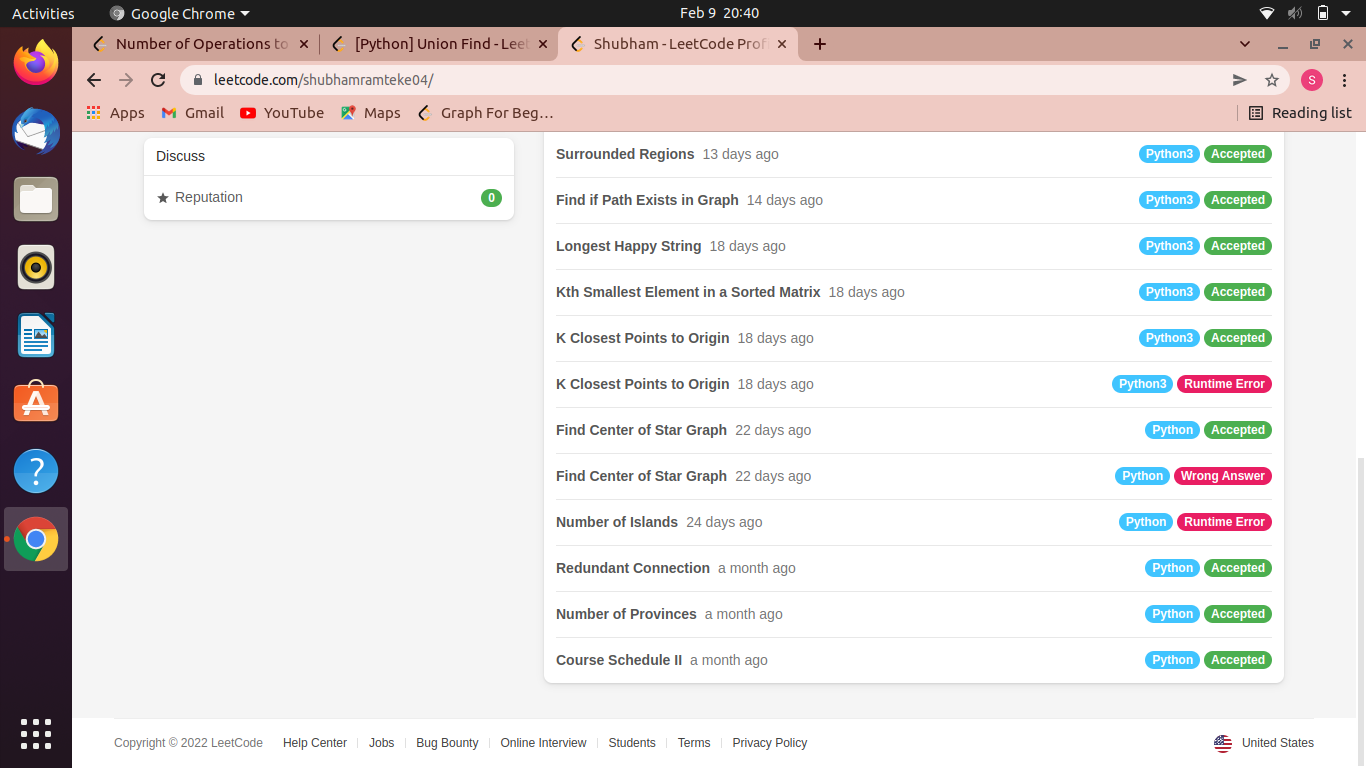 Activities Google Chrome Feb 9 20:40
Number of Operations to [Python] Union Find - Leet Shubham - LeetCode Prof
leetcode.com/shubhamramteke04/ S
Apps Gmail YouTube Maps Graph For Beg… Reading list
Discuss
Reputation 0
Surrounded Regions 13 days ago Python3 Accepted
Find if Path Exists in Graph 14 days ago Python3 Accepted
Longest Happy String 18 days ago Python3 Accepted
Kth Smallest Element in a Sorted Matrix 18 days ago Python3 Accepted
K Closest Points to Origin 18 days ago Python3 Accepted
K Closest Points to Origin 18 days ago Python3 Runtime Error
Find Center of Star Graph 22 days ago Python Accepted
Find Center of Star Graph 22 days ago Python Wrong Answer
Number of Islands 24 days ago Python Runtime Error
Redundant Connection a month ago Python Accepted
Number of Provinces a month ago Python Accepted
Course Schedule II a month ago Python Accepted
Copyright © 2022 LeetCode Help Center Jobs Bug Bounty Online Interview Students Terms Privacy Policy United States